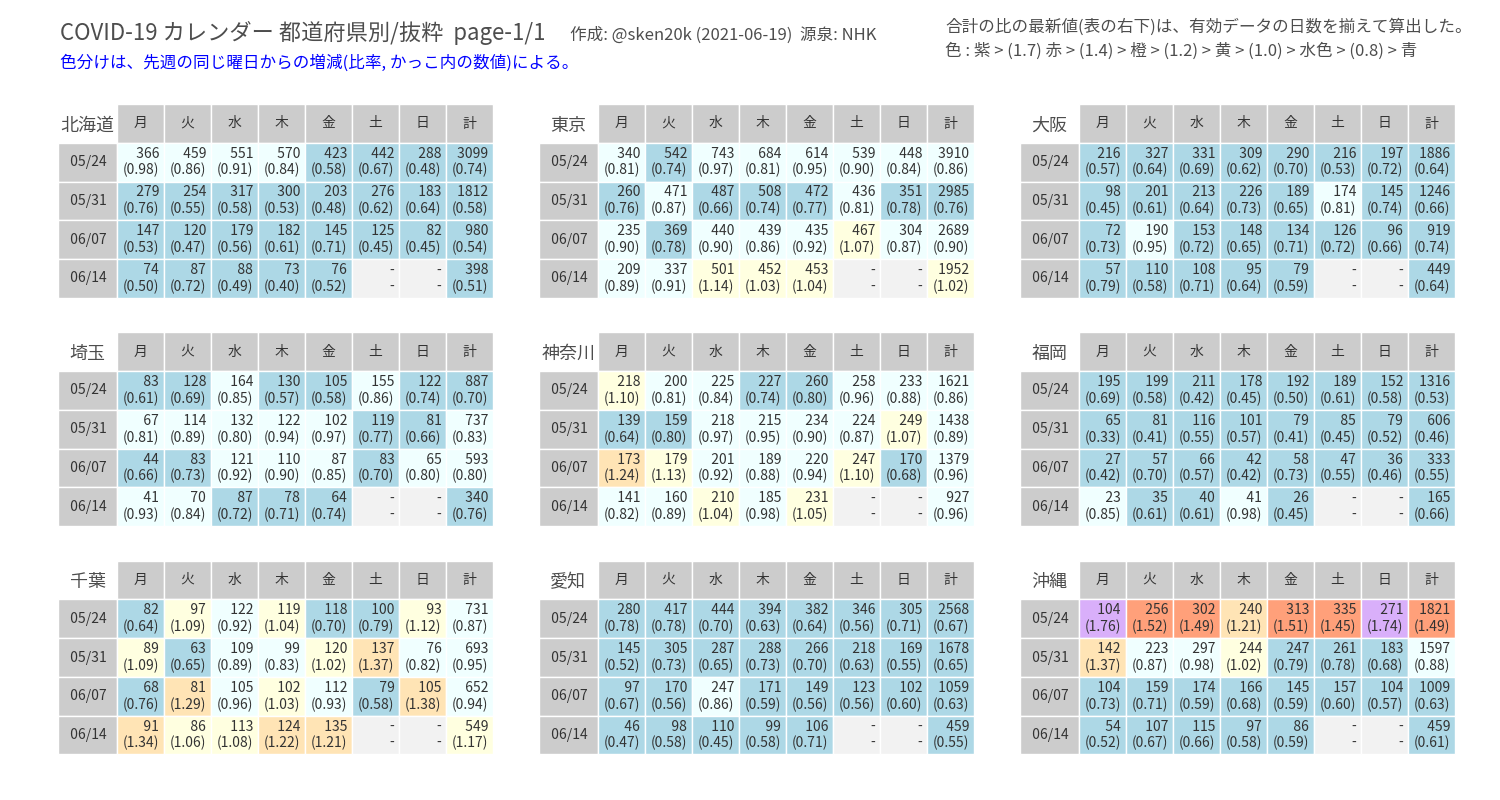 COVID-19 カレンダー 都道府県別/抜粋 page-1/1 作成: @sken20k (2021-06-19) 源泉: NHK
合計の比の最新値(表の右下)は、有効データの日数を揃えて算出した。
色分けは、先週の同じ曜日からの増減(比率, かっこ内の数値)による。
色 : 紫 > (1.7) 赤 > (1.4) 橙 > (1.2) > 黄 > (1.0) > 水色 > (0.8) > 青
北海道 月 火 水 木 金 土 日 計
05/24 366 459 551 570 423 442 288 3099
(0.98) (0.86) (0.91) (0.84) (0.58) (0.67) (0.48) (0.74)
05/31 279 254 317 300 203 276 183 1812
(0.76) (0.55) (0.58) (0.53) (0.48) (0.62) (0.64) (0.58)
06/07 147 120 179 182 145 125 82 980
(0.53) (0.47) (0.56) (0.61) (0.71) (0.45) (0.45) (0.54)
06/14 74 87 88 73 76 - - 398
(0.50) (0.72) (0.49) (0.40) (0.52) - - (0.51)
東京 月 火 水 木 金 土 日 計
05/24 340 542 743 684 614 539 448 3910
(0.81) (0.74) (0.97) (0.81) (0.95) (0.90) (0.84) (0.86)
05/31 260 471 487 508 472 436 351 2985
(0.76) (0.87) (0.66) (0.74) (0.77) (0.81) (0.78) (0.76)
06/07 235 369 440 439 435 467 304 2689
(0.90) (0.78) (0.90) (0.86) (0.92) (1.07) (0.87) (0.90)
06/14 209 337 501 452 453 - - 1952
(0.89) (0.91) (1.14) (1.03) (1.04) - - (1.02)
大阪 月 火 水 木 金 土 日 計
05/24 216 327 331 309 290 216 197 1886
(0.57) (0.64) (0.69) (0.62) (0.70) (0.53) (0.72) (0.64)
05/31 98 201 213 226 189 174 145 1246
(0.45) (0.61) (0.64) (0.73) (0.65) (0.81) (0.74) (0.66)
06/07 72 190 153 148 134 126 96 919
(0.73) (0.95) (0.72) (0.65) (0.71) (0.72) (0.66) (0.74)
06/14 57 110 108 95 79 - - 449
(0.79) (0.58) (0.71) (0.64) (0.59) - - (0.64)
埼玉 月 火 水 木 金 土 日 計
05/24 83 128 164 130 105 155 122 887
(0.61) (0.69) (0.85) (0.57) (0.58) (0.86) (0.74) (0.70)
05/31 67 114 132 122 102 119 81 737
(0.81) (0.89) (0.80) (0.94) (0.97) (0.77) (0.66) (0.83)
06/07 44 83 121 110 87 83 65 593
(0.66) (0.73) (0.92) (0.90) (0.85) (0.70) (0.80) (0.80)
06/14 41 70 87 78 64 - - 340
(0.93) (0.84) (0.72) (0.71) (0.74) - - (0.76)
神奈川 月 火 水 木 金 土 日 計
05/24 218 200 225 227 260 258 233 1621
(1.10) (0.81) (0.84) (0.74) (0.80) (0.96) (0.88) (0.86)
05/31 139 159 218 215 234 224 249 1438
(0.64) (0.80) (0.97) (0.95) (0.90) (0.87) (1.07) (0.89)
06/07 173 179 201 189 220 247 170 1379
(1.24) (1.13) (0.92) (0.88) (0.94) (1.10) (0.68) (0.96)
06/14 141 160 210 185 231 - - 927
(0.82) (0.89) (1.04) (0.98) (1.05) - - (0.96)
福岡 月 火 水 木 金 土 日 計
05/24 195 199 211 178 192 189 152 1316
(0.69) (0.58) (0.42) (0.45) (0.50) (0.61) (0.58) (0.53)
05/31 65 81 116 101 79 85 79 606
(0.33) (0.41) (0.55) (0.57) (0.41) (0.45) (0.52) (0.46)
06/07 27 57 66 42 58 47 36 333
(0.42) (0.70) (0.57) (0.42) (0.73) (0.55) (0.46) (0.55)
06/14 23 35 40 41 26 - - 165
(0.85) (0.61) (0.61) (0.98) (0.45) - - (0.66)
千葉 月 火 水 木 金 土 日 計
05/24 82 97 122 119 118 100 93 731
(0.64) (1.09) (0.92) (1.04) (0.70) (0.79) (1.12) (0.87)
05/31 89 63 109 99 120 137 76 693
(1.09) (0.65) (0.89) (0.83) (1.02) (1.37) (0.82) (0.95)
06/07 68 81 105 102 112 79 105 652
(0.76) (1.29) (0.96) (1.03) (0.93) (0.58) (1.38) (0.94)
06/14 91 86 113 124 135 - - 549
(1.34) (1.06) (1.08) (1.22) (1.21) - - (1.17)
愛知 月 火 水 木 金 土 日 計
05/24 280 417 444 394 382 346 305 2568
(0.78) (0.78) (0.70) (0.63) (0.64) (0.56) (0.71) (0.67)
05/31 145 305 287 288 266 218 169 1678
(0.52) (0.73) (0.65) (0.73) (0.70) (0.63) (0.55) (0.65)
06/07 97 170 247 171 149 123 102 1059
(0.67) (0.56) (0.86) (0.59) (0.56) (0.56) (0.60) (0.63)
06/14 46 98 110 99 106 - - 459
(0.47) (0.58) (0.45) (0.58) (0.71) - - (0.55)
沖縄 月 火 水 木 金 土 日 計
05/24 104 256 302 240 313 335 271 1821
(1.76) (1.52) (1.49) (1.21) (1.51) (1.45) (1.74) (1.49)
05/31 142 223 297 244 247 261 183 1597
(1.37) (0.87) (0.98) (1.02) (0.79) (0.78) (0.68) (0.88)
06/07 104 159 174 166 145 157 104 1009
(0.73) (0.71) (0.59) (0.68) (0.59) (0.60) (0.57) (0.63)
06/14 54 107 115 97 86 - - 459
(0.52) (0.67) (0.66) (0.58) (0.59) - - (0.61)